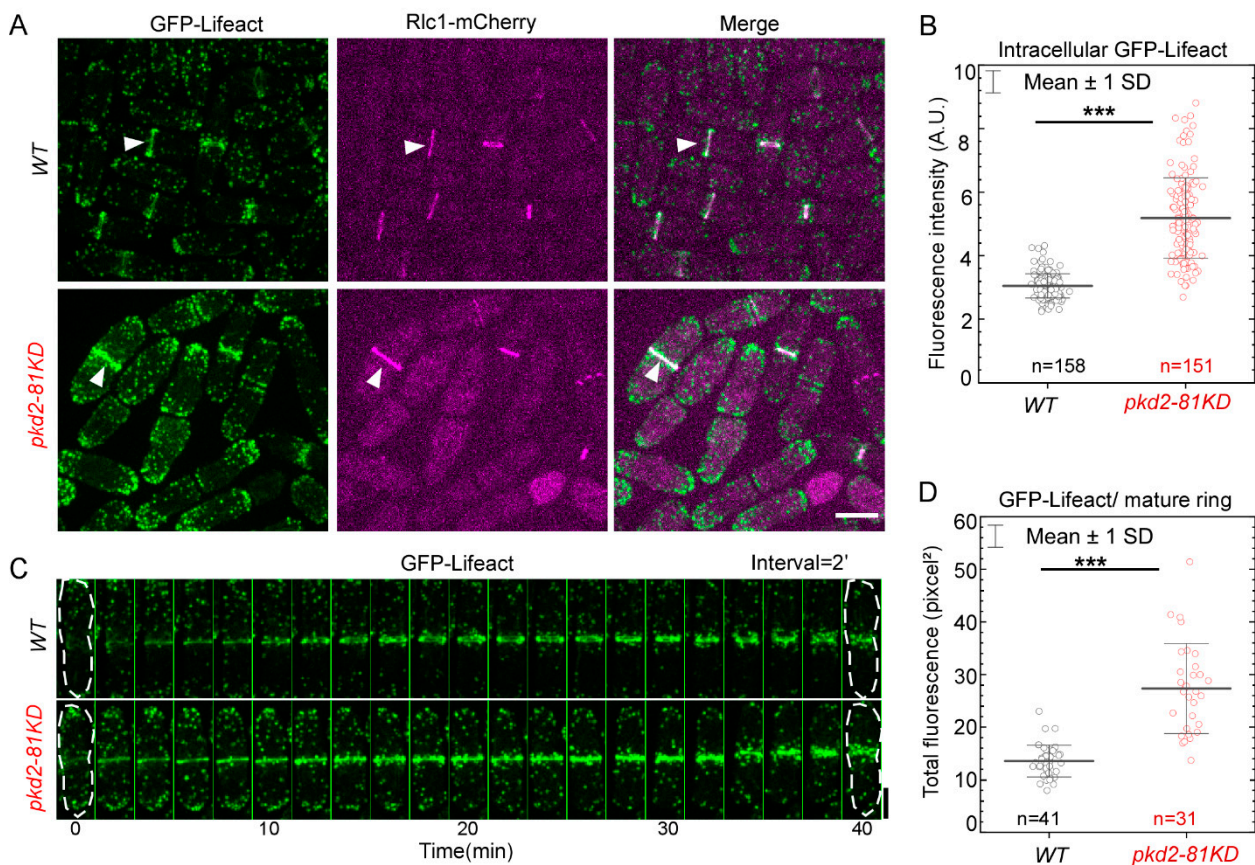 A
GFP-Lifeact
Rlc1-mCherry
Merge
WT
pkd2-81KD
B
Intracellular GFP-Lifeact
Mean ± 1 SD
***
Fluorescence intensity (A.U.)
10
8
6
4
2
0
n=158
n=151
WT
pkd2-81KD
C
GFP-Lifeact
Interval=2'
WT
pkd2-81KD
0
10
20
30
40
Time(min)
D
GFP-Lifeact/ mature ring
Mean ± 1 SD
***
Total fluorescence (pixcel²)
60
50
40
30
20
10
0
n=41
n=31
WT
pkd2-81KD